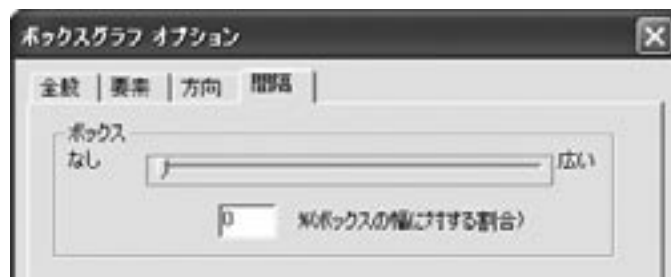 ボックスグラフ オプション
全般 要素 方向 間隔
ボックス
なし 広い
0 %(ボックスの幅に対する割合)